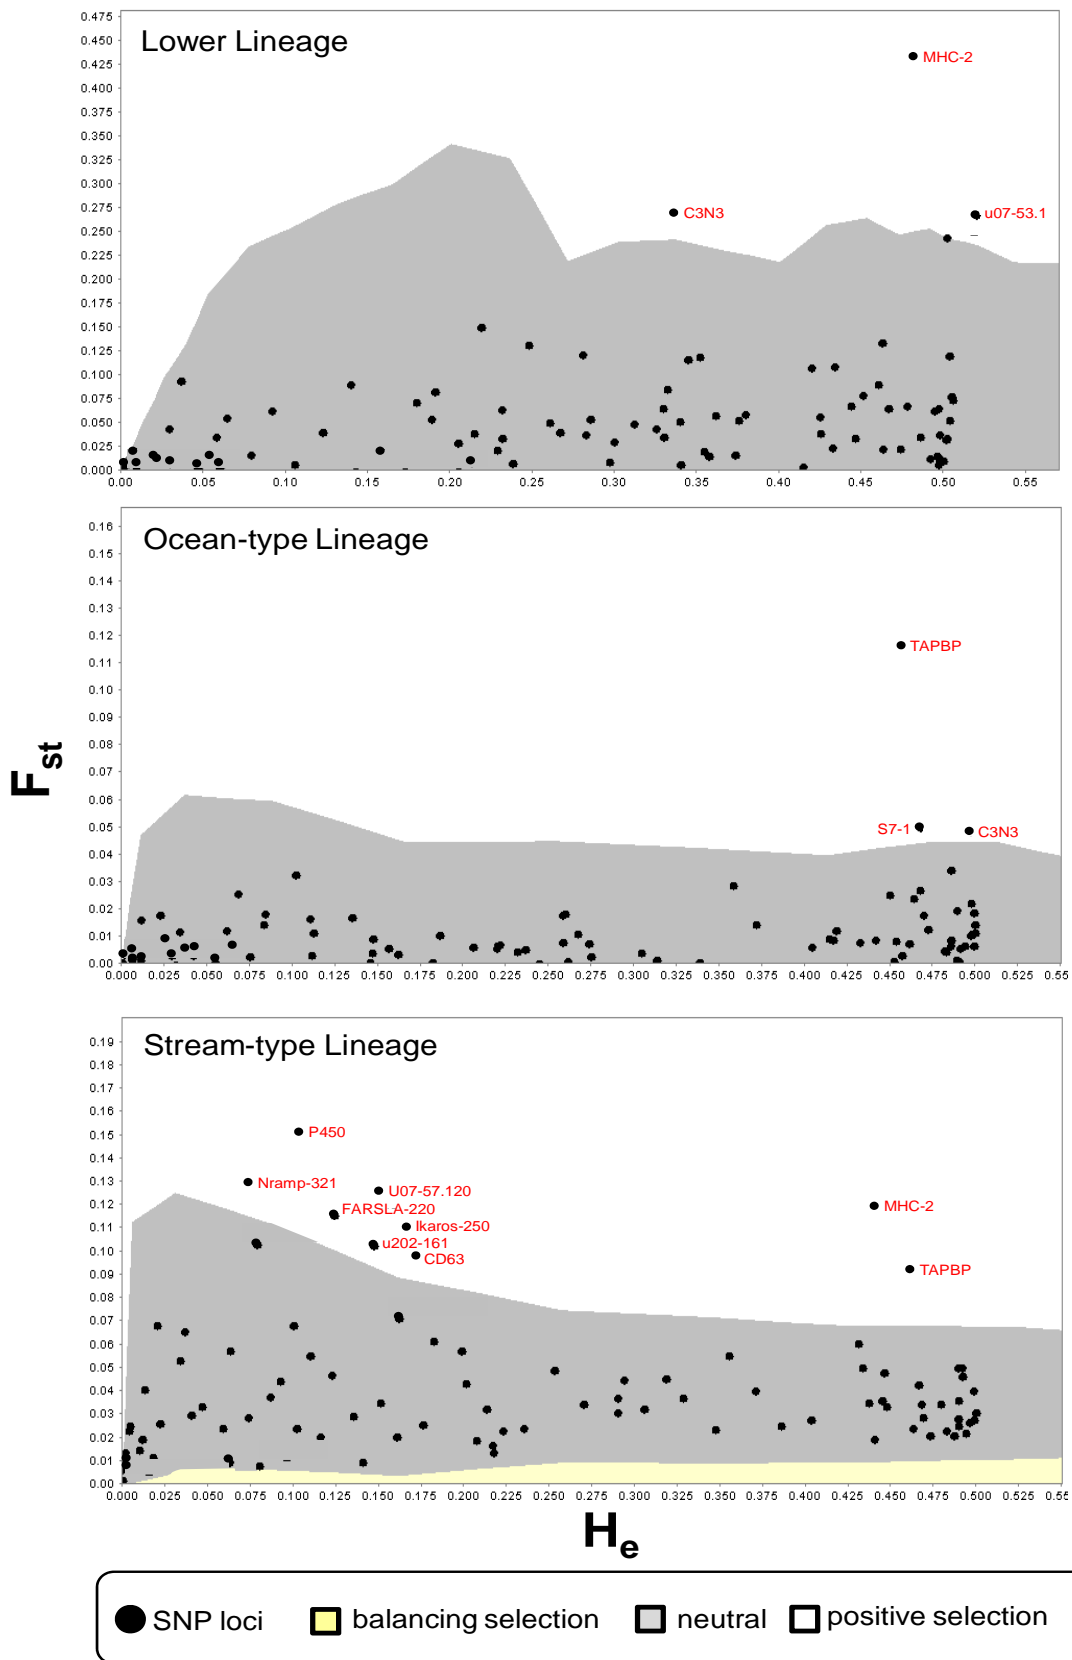 Lower Lineage
0.475
0.450
0.425
0.400
0.375
0.350
0.325
0.300
0.275
0.250
0.225
0.200
0.175
0.150
0.125
0.100
0.075
0.050
0.025
0.000
MHC-2
C3N3
u07-53.1
0.00 0.05 0.10 0.15 0.20 0.25 0.30 0.35 0.40 0.45 0.50 0.55
Ocean-type Lineage
0.16
0.15
0.14
0.13
0.12
0.11
0.10
0.09
0.08
0.07
0.06
0.05
0.04
0.03
0.02
0.01
0.00
TAPBP
S7-1
C3N3
0.000 0.025 0.050 0.075 0.100 0.125 0.150 0.175 0.200 0.225 0.250 0.275 0.300 0.325 0.350 0.375 0.400 0.425 0.450 0.475 0.500 0.525 0.55
Fst
Stream-type Lineage
0.19
0.18
0.17
0.16
0.15
0.14
0.13
0.12
0.11
0.10
0.09
0.08
0.07
0.06
0.05
0.04
0.03
0.02
0.01
0.00
P450
Nramp-321
U07-57.120
FARSLA-220
Ikaros-250
u202-161
CD63
MHC-2
TAPBP
0.000 0.025 0.050 0.075 0.100 0.125 0.150 0.175 0.200 0.225 0.250 0.275 0.300 0.325 0.350 0.375 0.400 0.425 0.450 0.475 0.500 0.525 0.55
He
SNP loci balancing selection neutral positive selection